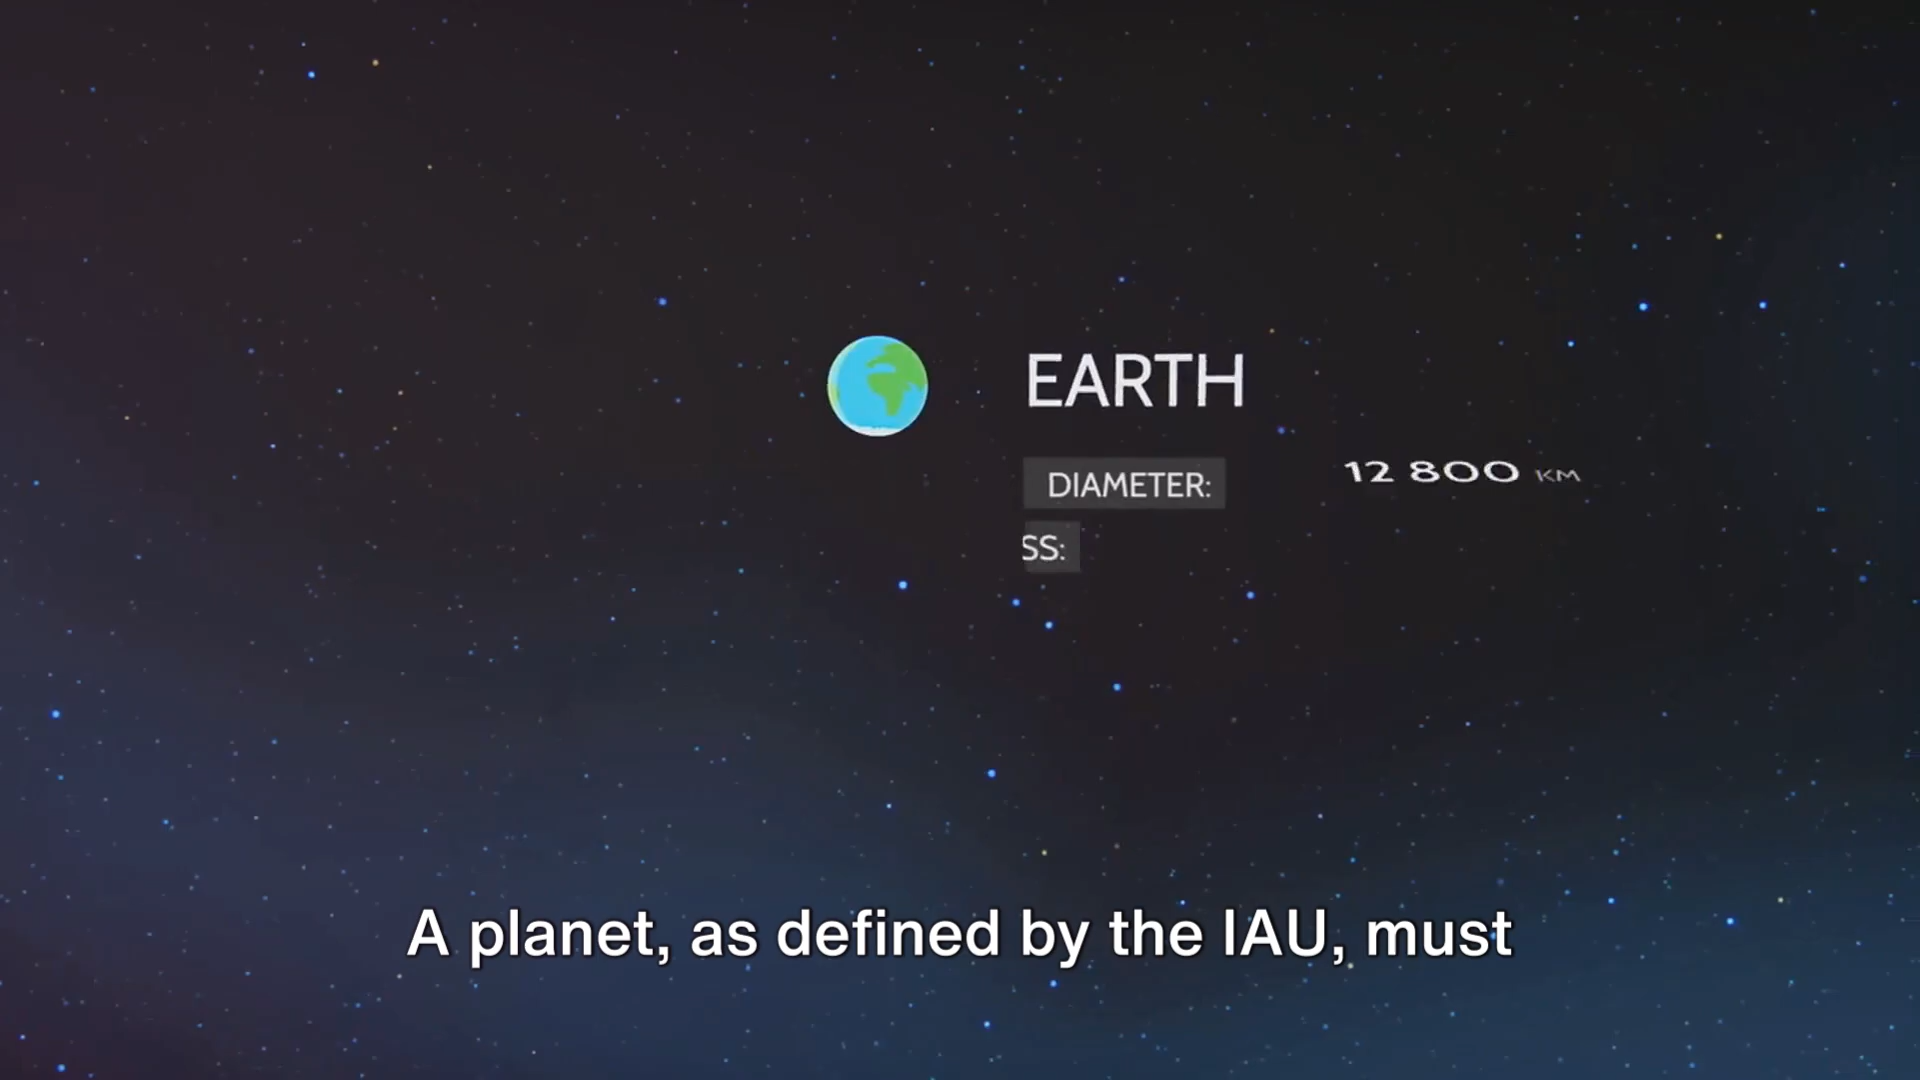 EARTH
DIAMETER: 12 800 KM
SS:
A planet, as defined by the IAU, must